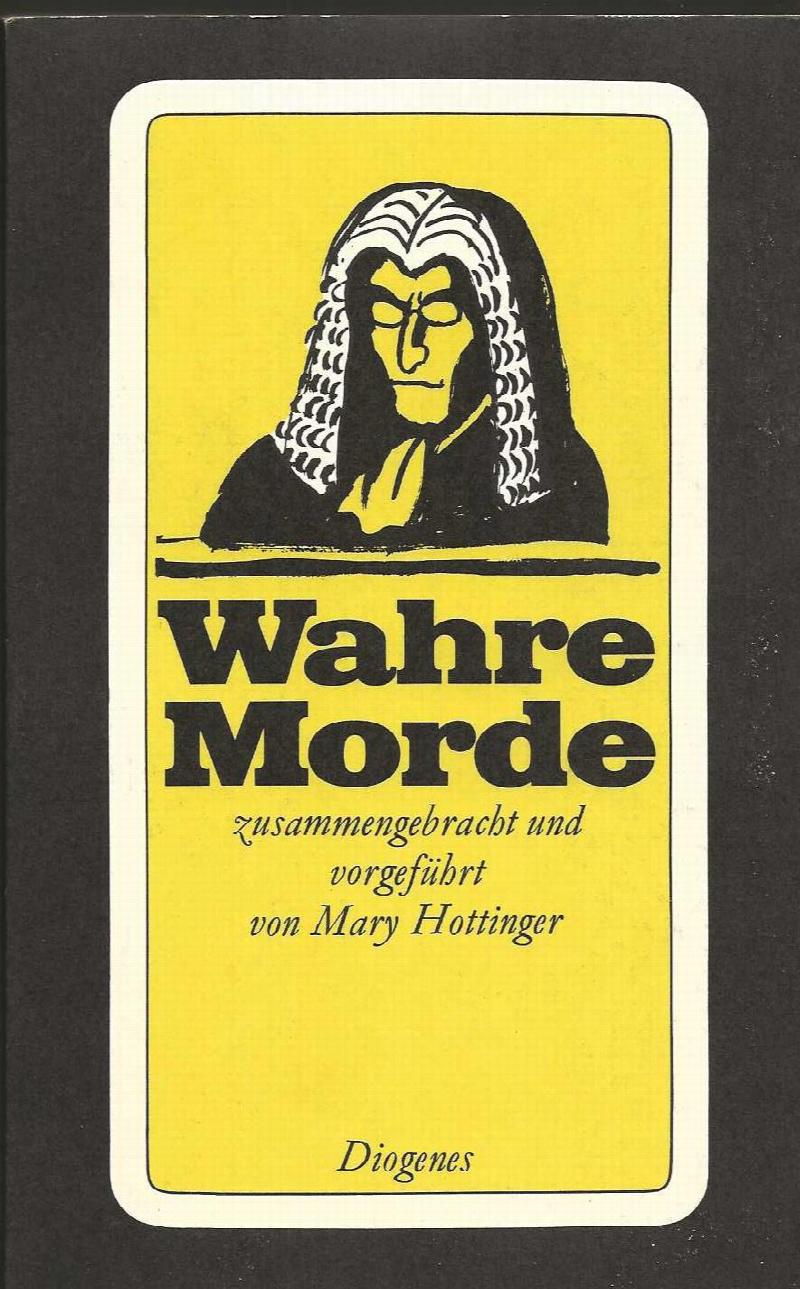 Wahre
Morde
zusammengebracht und
vorgeführt
von Mary Hottinger
Diogenes